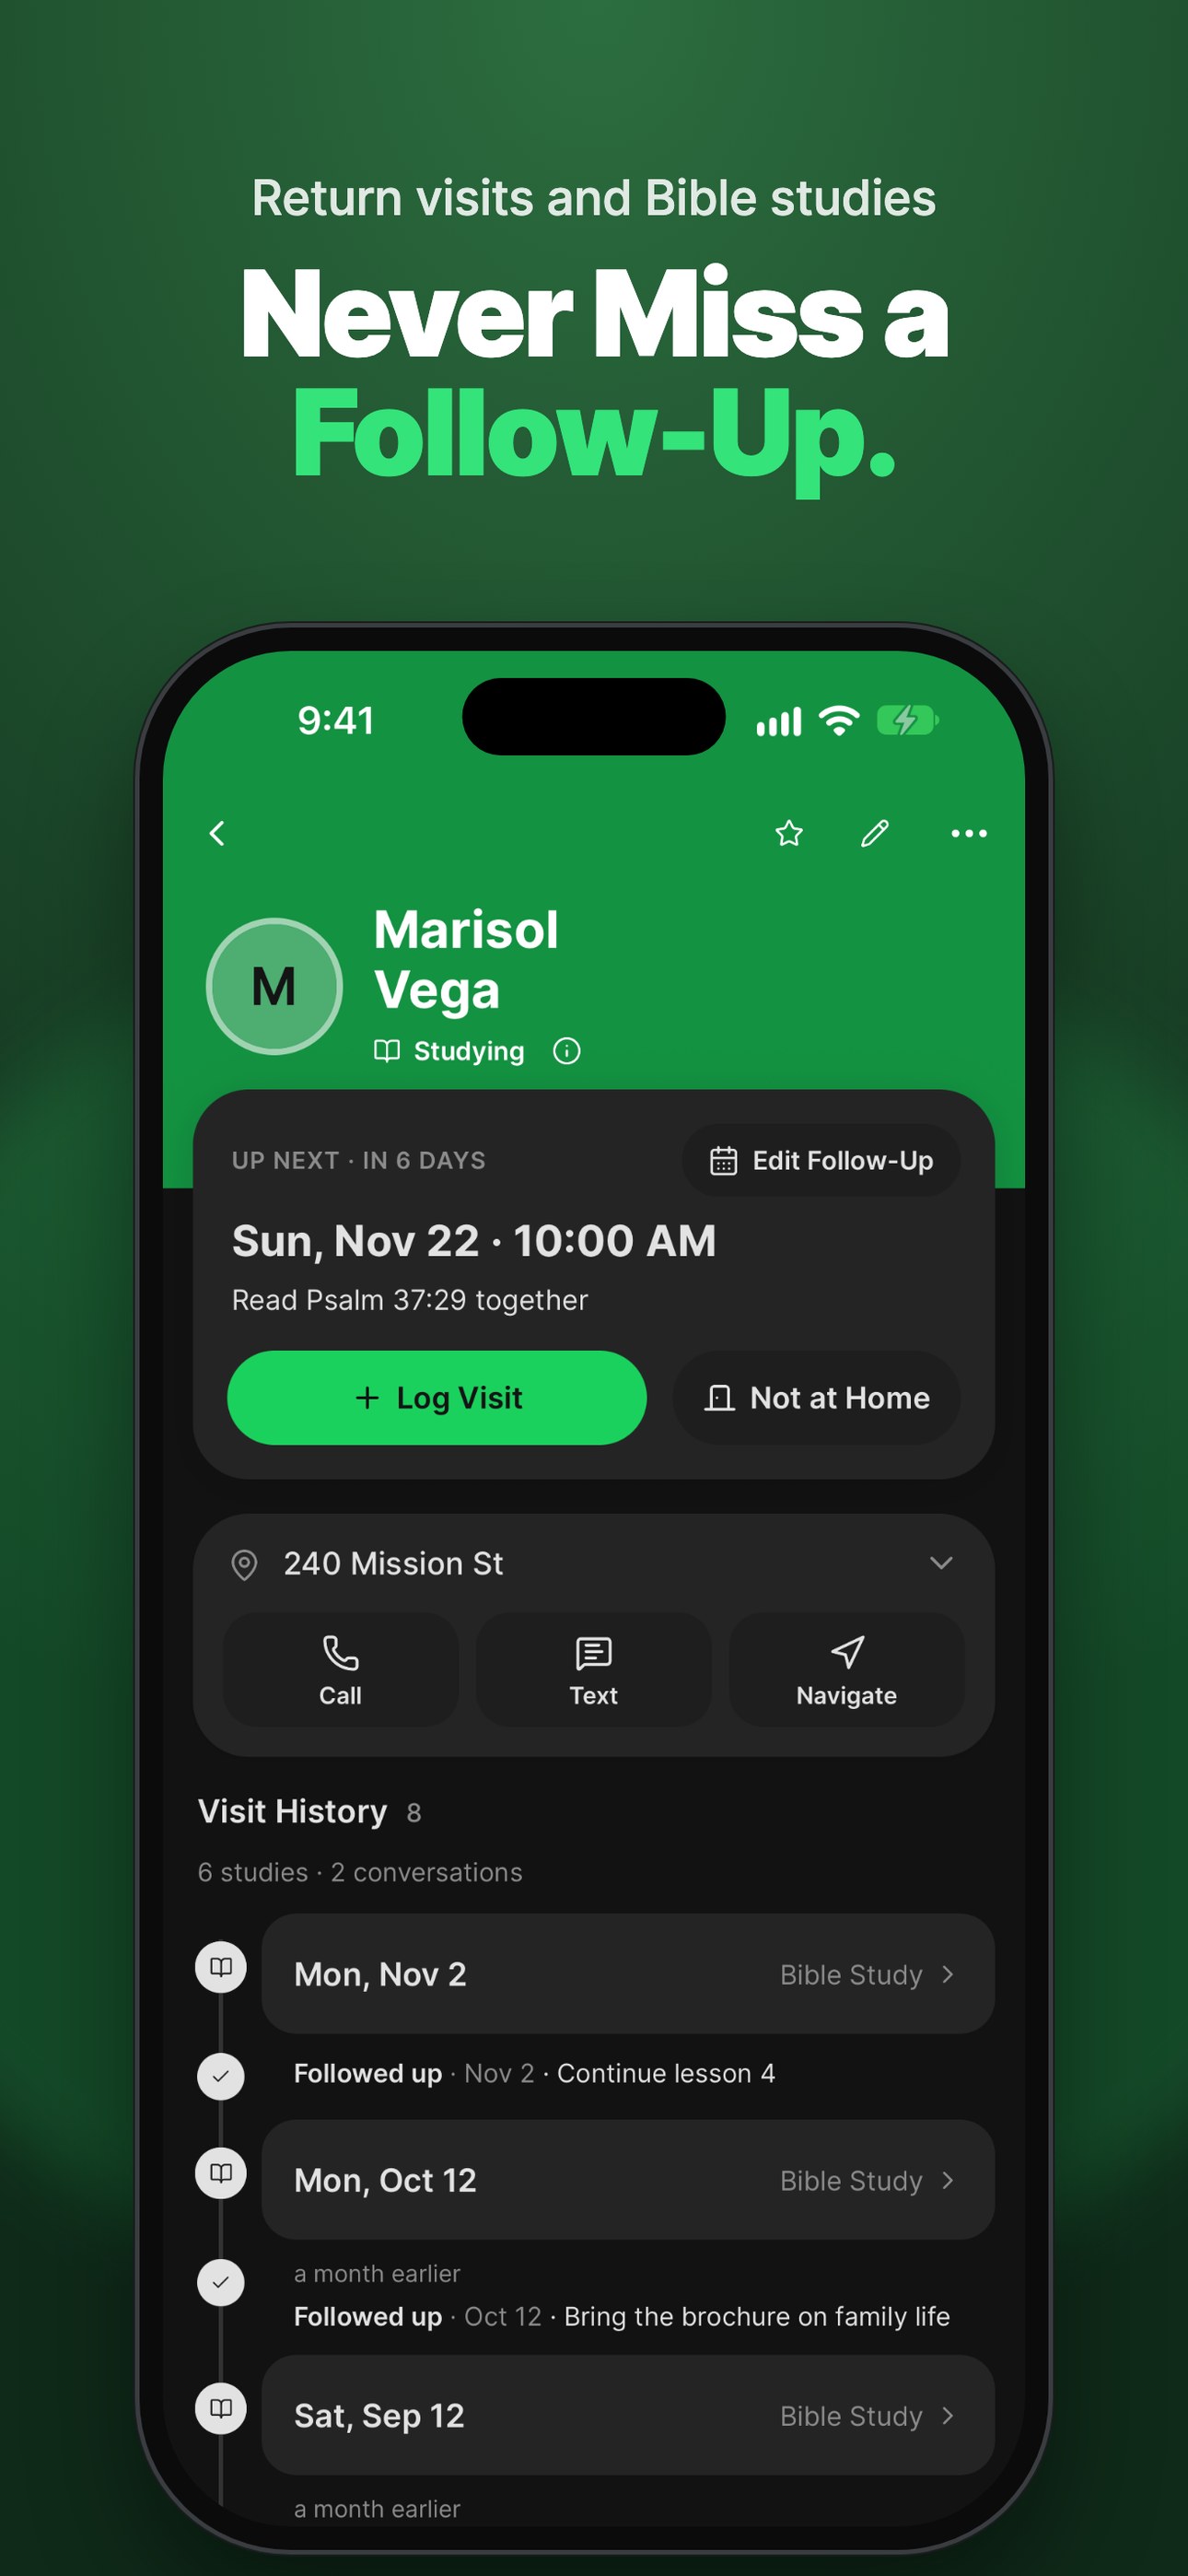 Return visits and Bible studies
Never Miss a
Follow-Up.
9:41
M
Marisol
Vega
Studying
UP NEXT · IN 6 DAYS
Edit Follow-Up
Sun, Nov 22 · 10:00 AM
Read Psalm 37:29 together
+ Log Visit
Not at Home
240 Mission St
Call
Text
Navigate
Visit History 8
6 studies · 2 conversations
Mon, Nov 2
Bible Study
Followed up · Nov 2 · Continue lesson 4
Mon, Oct 12
Bible Study
a month earlier
Followed up · Oct 12 · Bring the brochure on family life
Sat, Sep 12
Bible Study
a month earlier